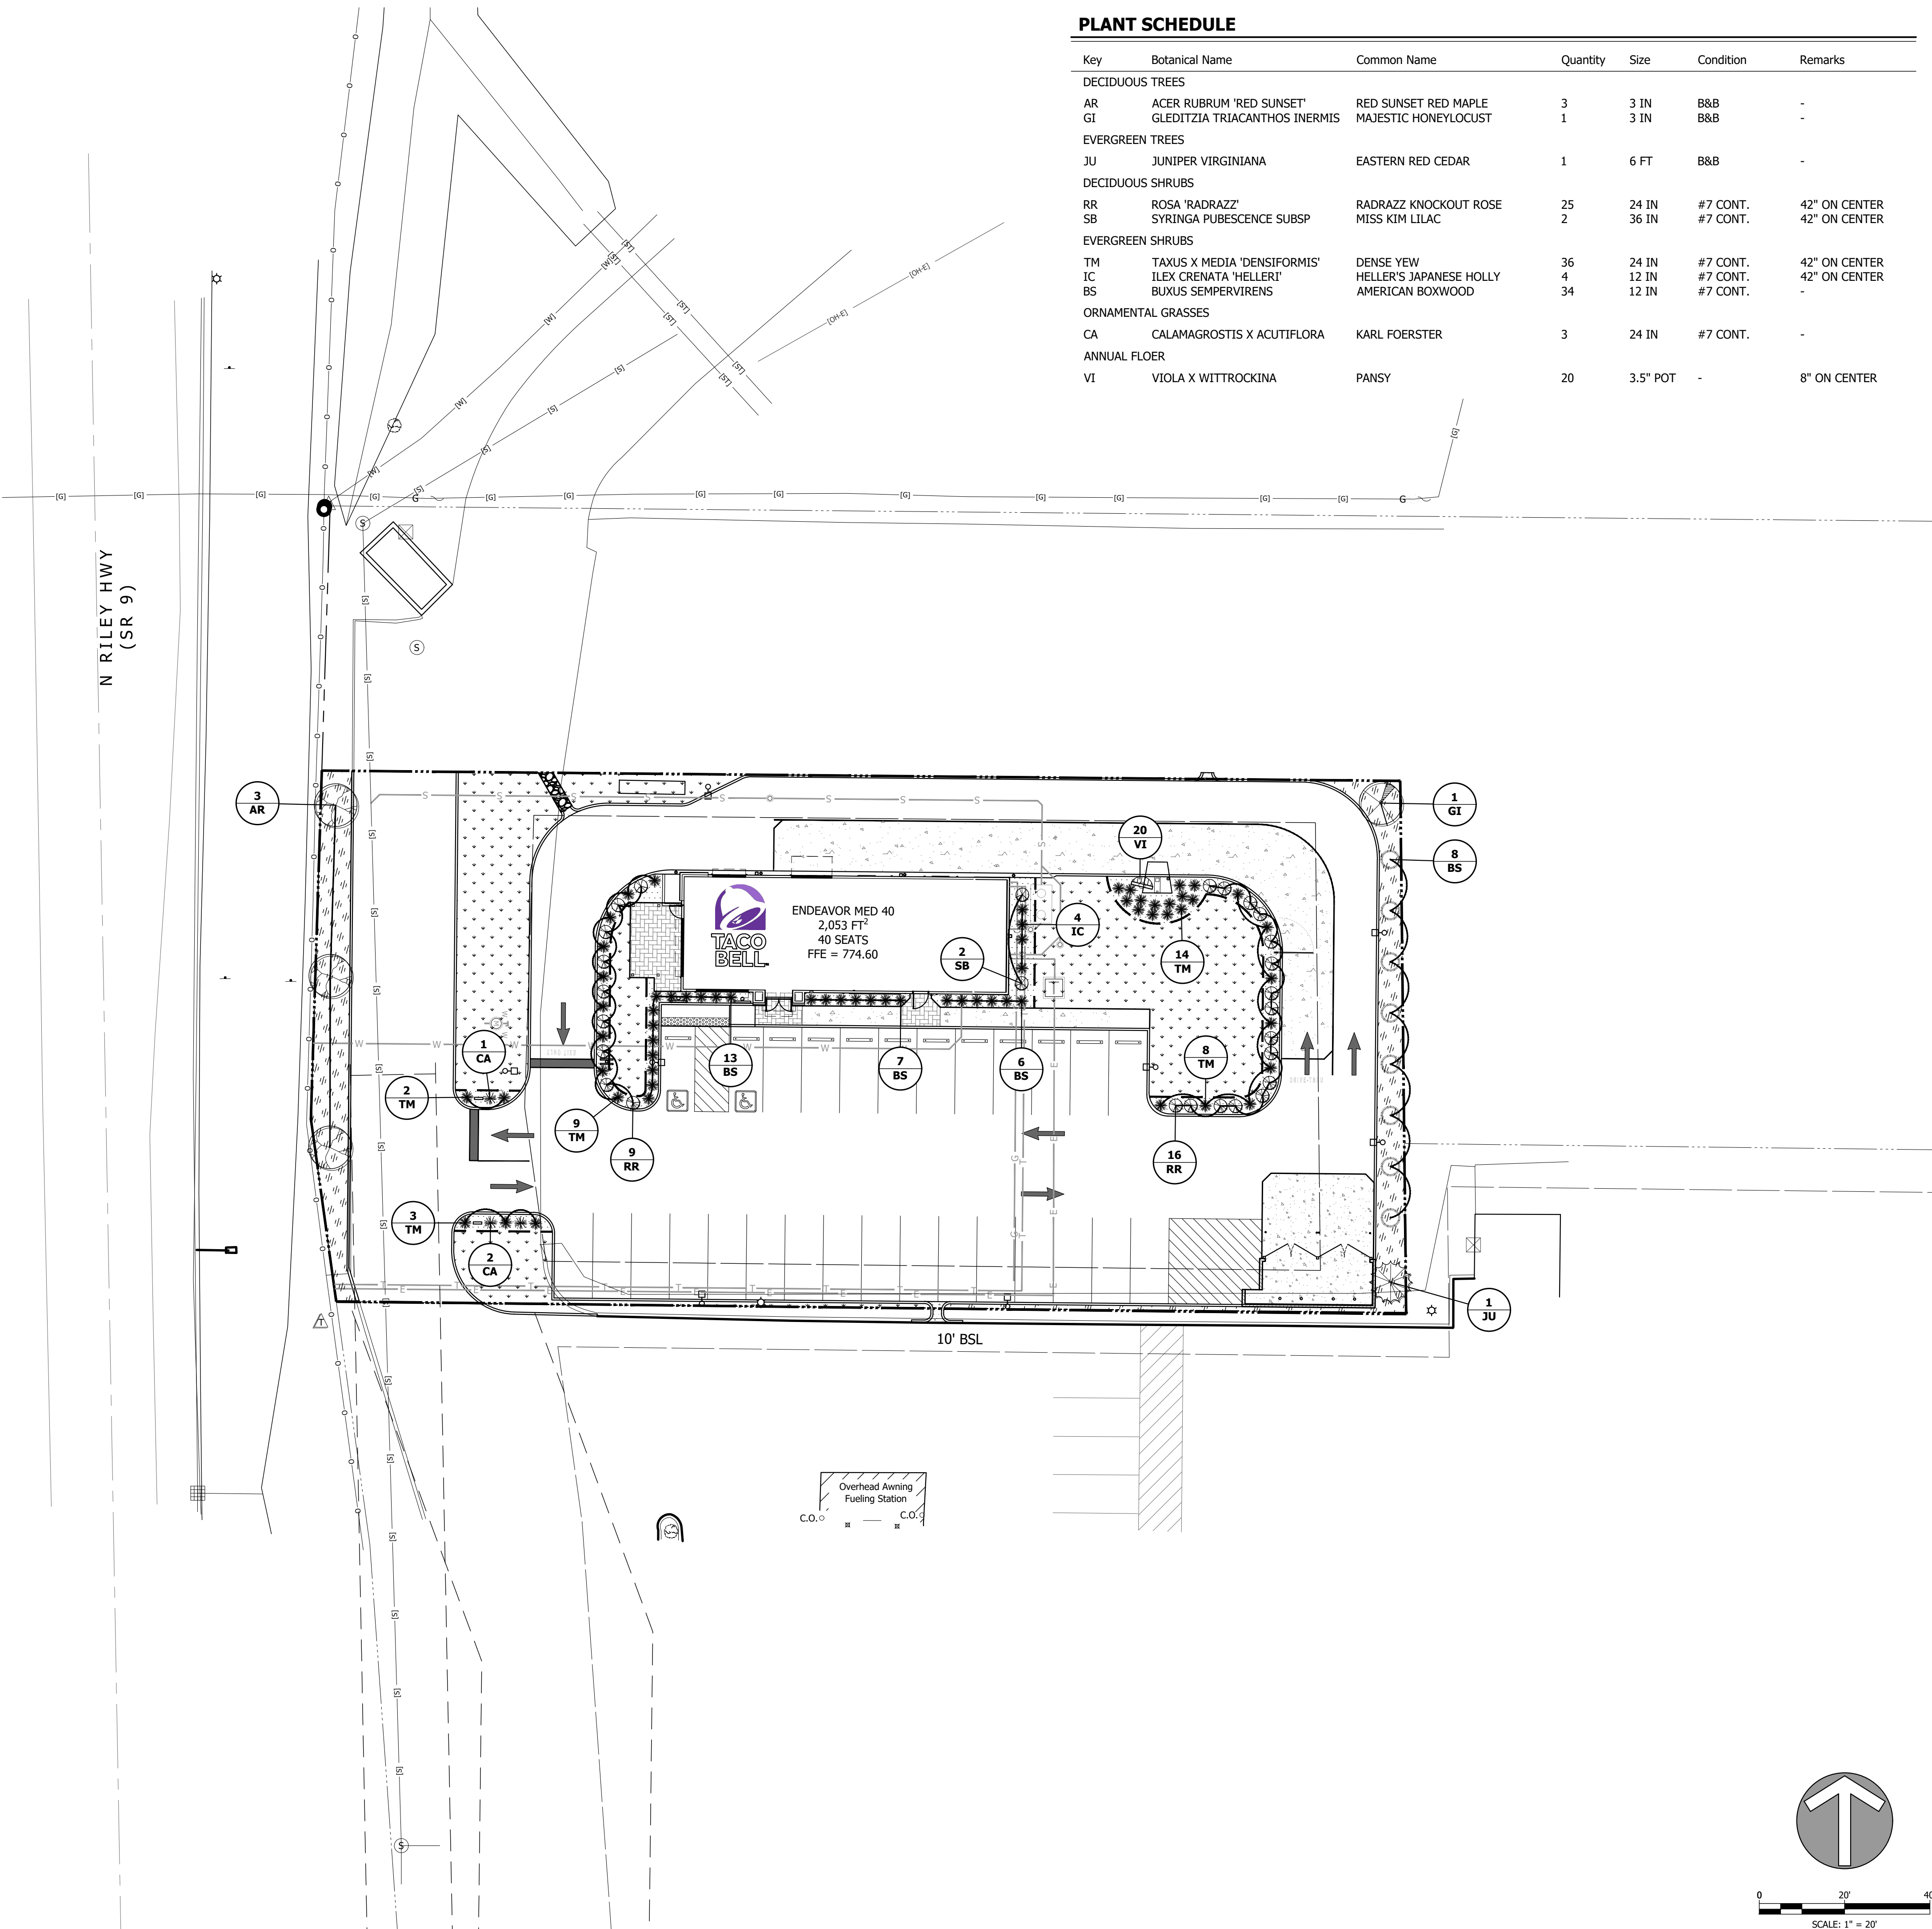 PLANT SCHEDULE
Key Botanical Name Common Name Quantity Size Condition Remarks
DECIDUOUS TREES
AR ACER RUBRUM 'RED SUNSET' RED SUNSET RED MAPLE 3 3 IN B&B -
GI GLEDITZIA TRIACANTHOS INERMIS MAJESTIC HONEYLOCUST 1 3 IN B&B -
EVERGREEN TREES
JU JUNIPER VIRGINIANA EASTERN RED CEDAR 1 6 FT B&B -
DECIDUOUS SHRUBS
RR ROSA 'RADRAZZ' RADRAZZ KNOCKOUT ROSE 25 24 IN #7 CONT. 42" ON CENTER
SB SYRINGA PUBESCENCE SUBSP MISS KIM LILAC 2 36 IN #7 CONT. 42" ON CENTER
EVERGREEN SHRUBS
TM TAXUS X MEDIA 'DENSIFORMIS' DENSE YEW 36 24 IN #7 CONT. 42" ON CENTER
IC ILEX CRENATA 'HELLERI' HELLER'S JAPANESE HOLLY 4 12 IN #7 CONT. 42" ON CENTER
BS BUXUS SEMPERVIRENS AMERICAN BOXWOOD 34 12 IN #7 CONT. -
ORNAMENTAL GRASSES
CA CALAMAGROSTIS X ACUTIFLORA KARL FOERSTER 3 24 IN #7 CONT. -
ANNUAL FLOER
VI VIOLA X WITTROCKINA PANSY 20 3.5" POT - 8" ON CENTER
N RILEY HWY
(SR 9)
3
AR
1
GI
20
VI
8
BS
TACO
BELL
ENDEAVOR MED 40
2,053 FT2
40 SEATS
FFE = 774.60
4
IC
2
SB
14
TM
1
CA
2
TM
13
BS
7
BS
6
BS
8
TM
9
TM
9
RR
16
RR
3
TM
2
CA
1
JU
DRIVE-THRU
10' BSL
Overhead Awning
Fueling Station
C.O.
C.O.
0 20' 40
SCALE: 1" = 20'